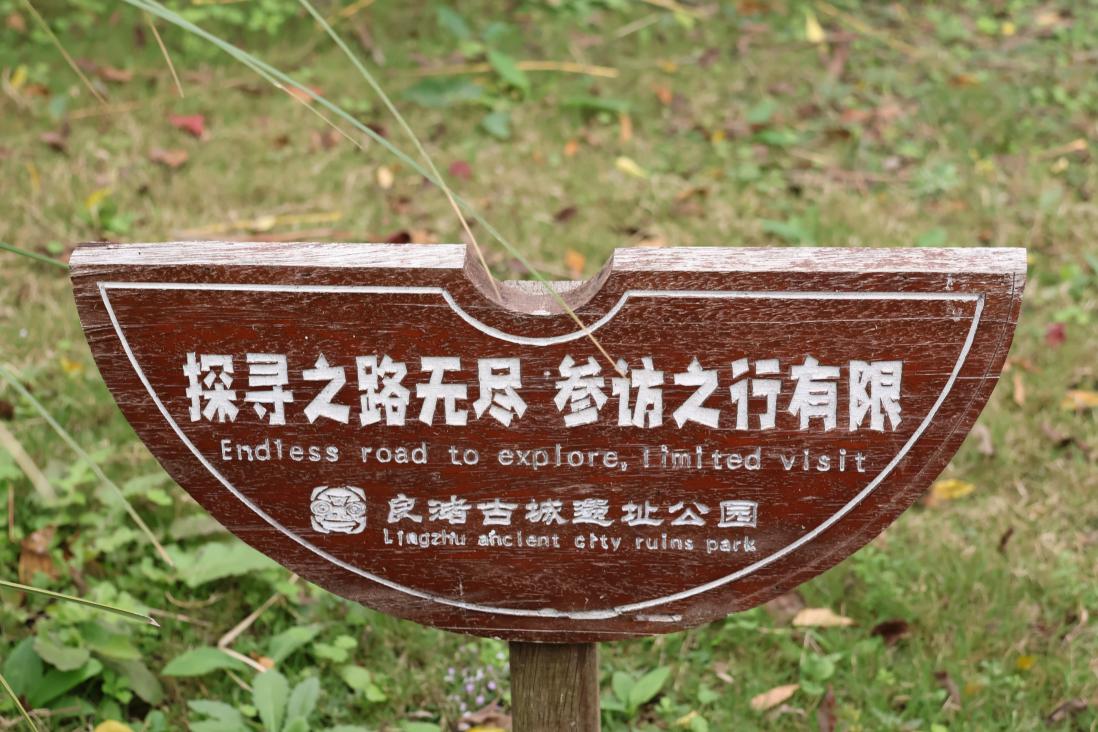 探寻之路无尽 参访之行有限
Endless road to explore, limited visit
良渚古城遗址公园
Lingzhu ancient city ruins park